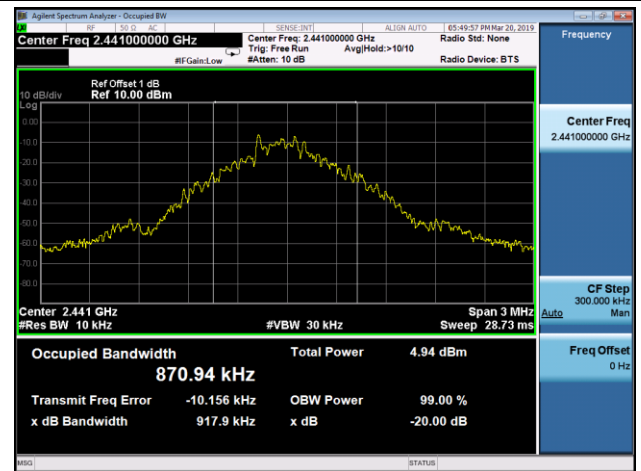 Agilent Spectrum Analyzer - Occupied BW
RF 50 Ω AC SENSE:INT ALIGN AUTO 05:49:57 PM Mar 20, 2019
Center Freq 2.441000000 GHz
Center Freq: 2.441000000 GHz
Radio Std: None
Trig: Free Run Avg|Hold:>10/10
#IFGain:Low #Atten: 10 dB Radio Device: BTS
Frequency
Ref Offset 1 dB
10 dB/div Ref 10.00 dBm
Log
0.00
-10.0
-20.0
-30.0
-40.0
-50.0
-60.0
-70.0
-80.0
Center Freq
2.441000000 GHz
CF Step
300.000 kHz
Auto Man
Freq Offset
0 Hz
Center 2.441 GHz Span 3 MHz
#Res BW 10 kHz #VBW 30 kHz Sweep 28.73 ms
Occupied Bandwidth Total Power 4.94 dBm
870.94 kHz
Transmit Freq Error -10.156 kHz OBW Power 99.00 %
x dB Bandwidth 917.9 kHz x dB -20.00 dB
MSG STATUS